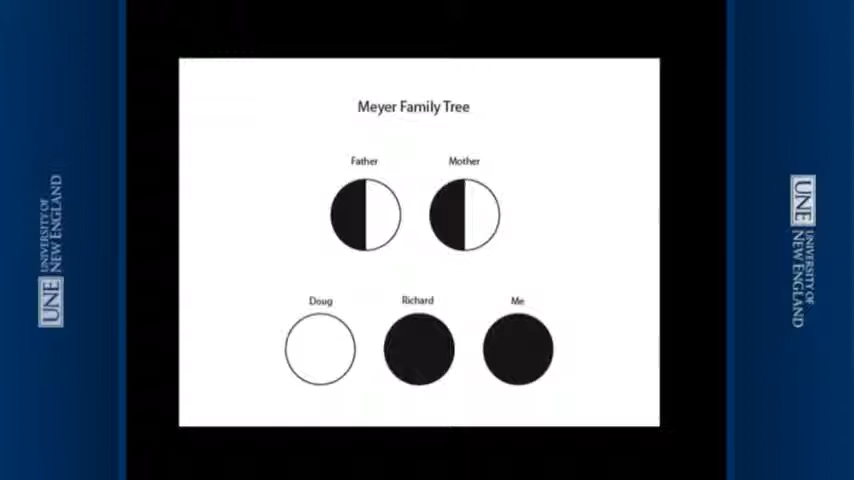 Meyer Family Tree
Father
Mother
Doug
Richard
Me
UNE UNIVERSITY OF
NEW ENGLAND
UNE UNIVERSITY OF
NEW ENGLAND